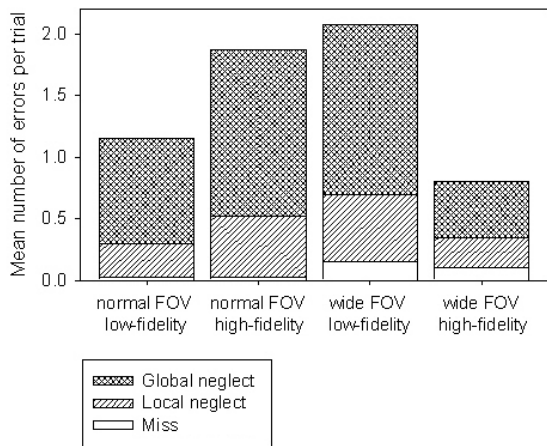 Mean number of errors per trial
2.0
1.5
1.0
0.5
0.0
normal FOV
low-fidelity
normal FOV
high-fidelity
wide FOV
low-fidelity
wide FOV
high-fidelity
Global neglect
Local neglect
Miss